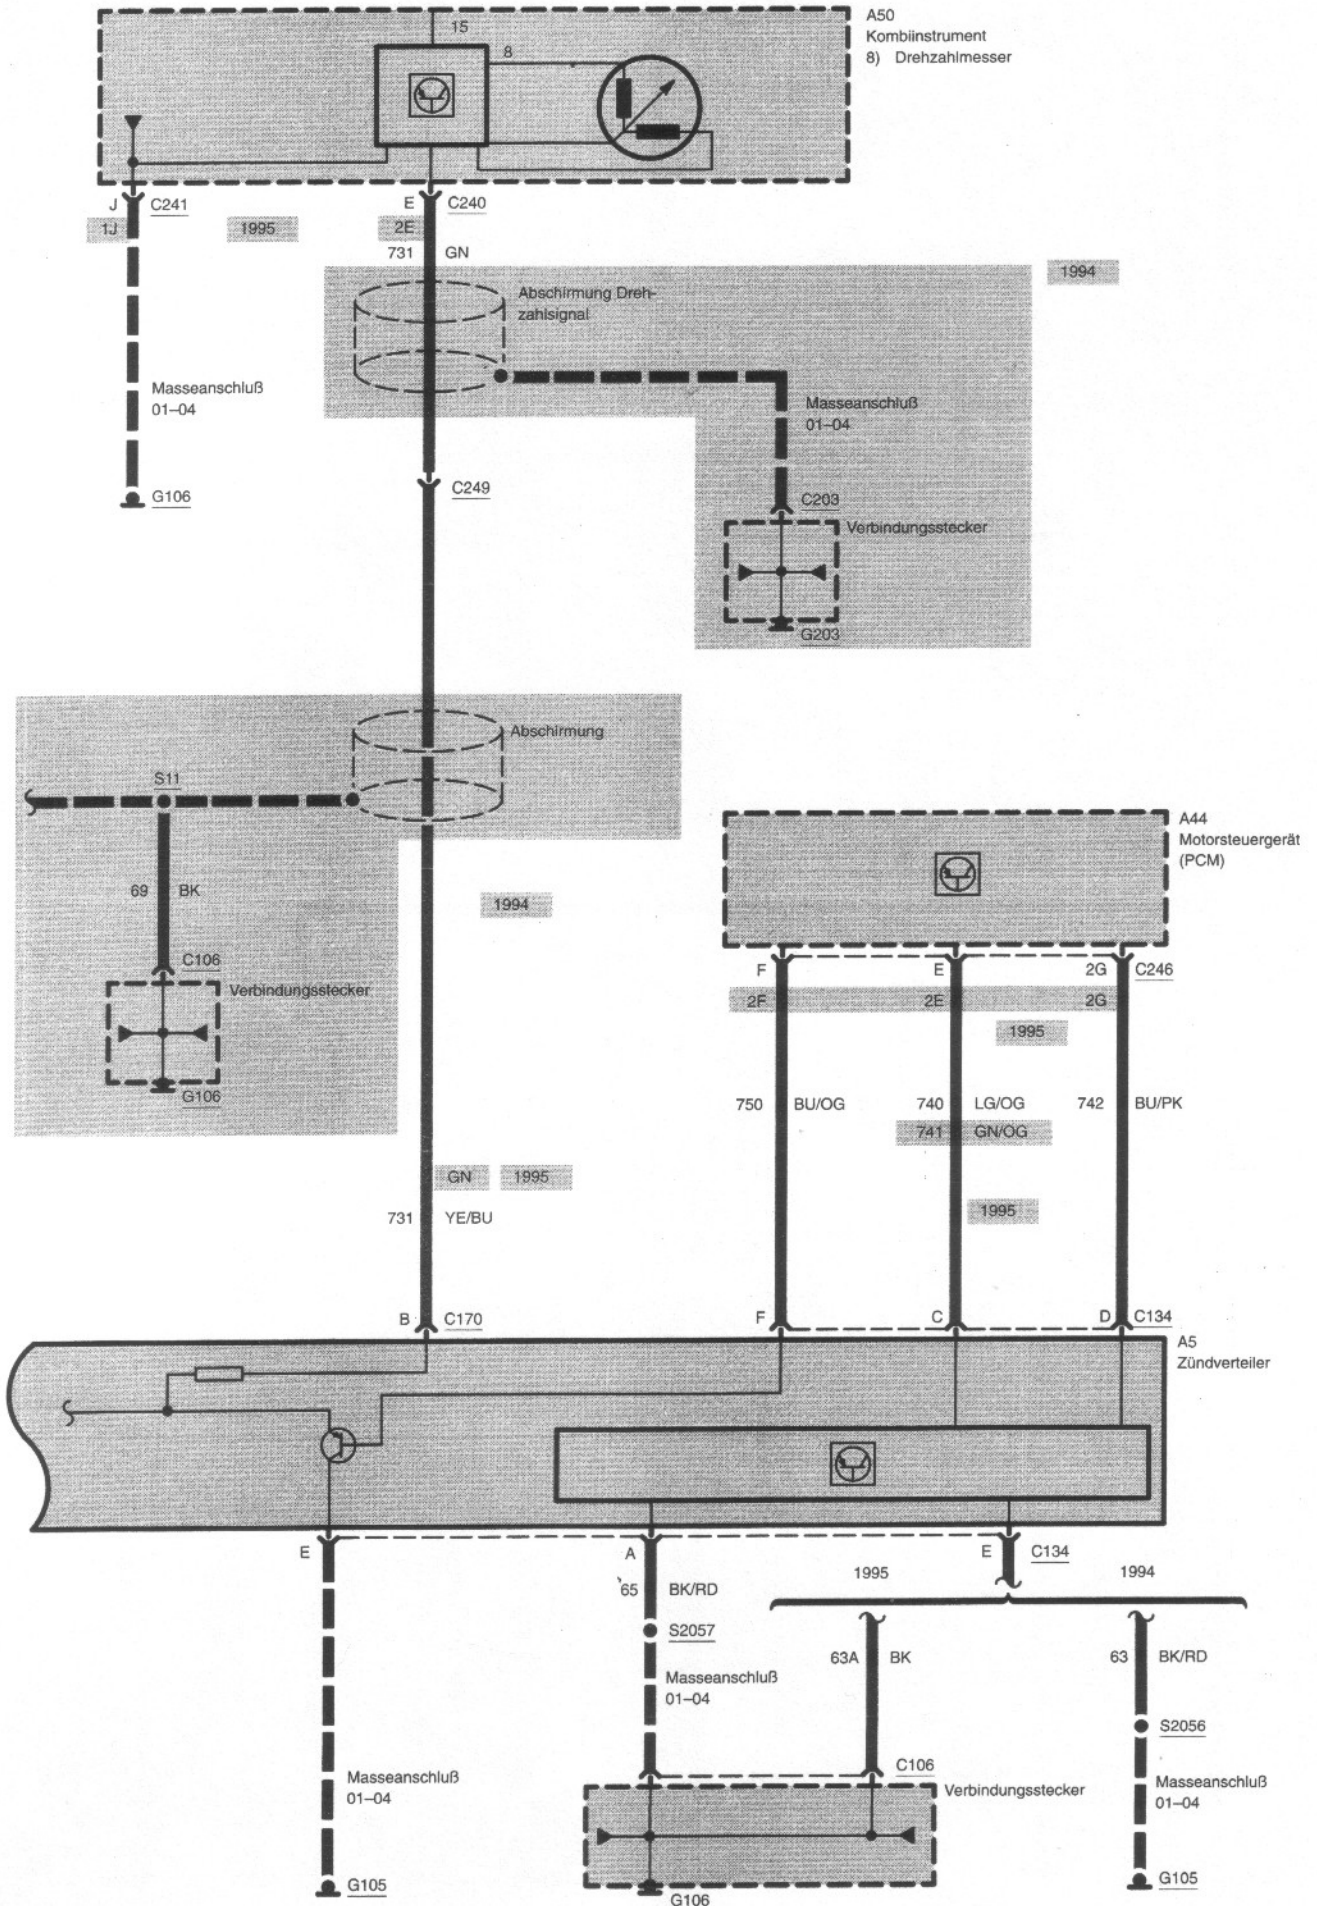 A50
Kombiinstrument
8) Drehzahlmesser
15
8
J C241
E C240
1J
1995
2E
731 GN
1994
Abschirmung Dreh-
zahlsignal
Masseanschluß
01–04
Masseanschluß
01–04
G106
C249
C203
Verbindungsstecker
G203
Abschirmung
S11
A44
Motorsteuergerät
(PCM)
69 BK
1994
C106
Verbindungsstecker
G106
F E 2G C246
2F 2E 2G
1995
750 BU/OG 740 LG/OG 742 BU/PK
741 GN/OG
GN 1995
1995
731 YE/BU
B C170
F C D C134
A5
Zündverteiler
E A E C134
1995 1994
65 BK/RD
S2057
63A BK
63 BK/RD
Masseanschluß
01–04
S2056
Masseanschluß
01–04
C106
Verbindungsstecker
Masseanschluß
01–04
G105
G106
G105